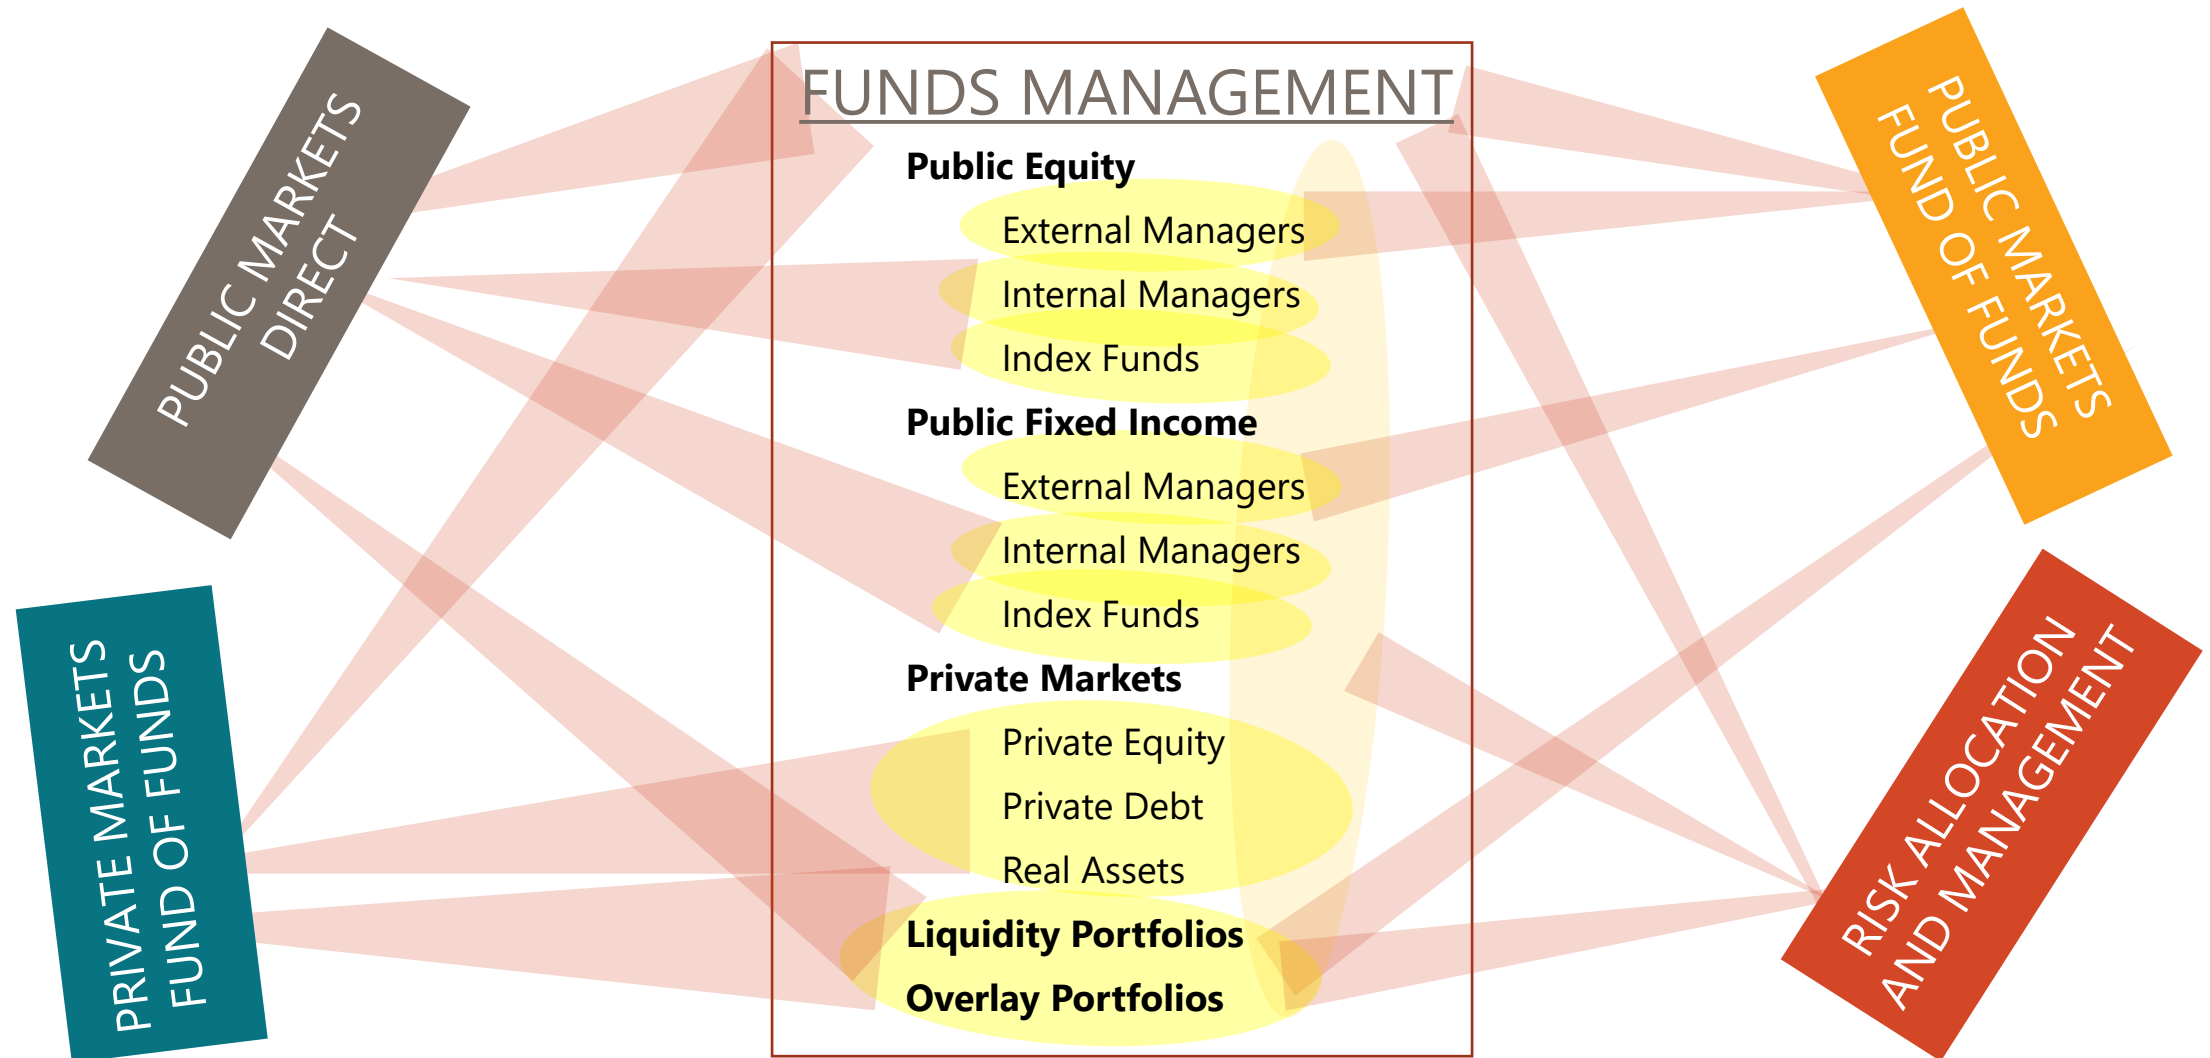 PUBLIC MARKETS
DIRECT
PRIVATE MARKETS
FUND OF FUNDS
FUNDS MANAGEMENT
Public Equity
External Managers
Internal Managers
Index Funds
Public Fixed Income
External Managers
Internal Managers
Index Funds
Private Markets
Private Equity
Private Debt
Real Assets
Liquidity Portfolios
Overlay Portfolios
PUBLIC MARKETS
FUND OF FUNDS
RISK ALLOCATION
AND MANAGEMENT